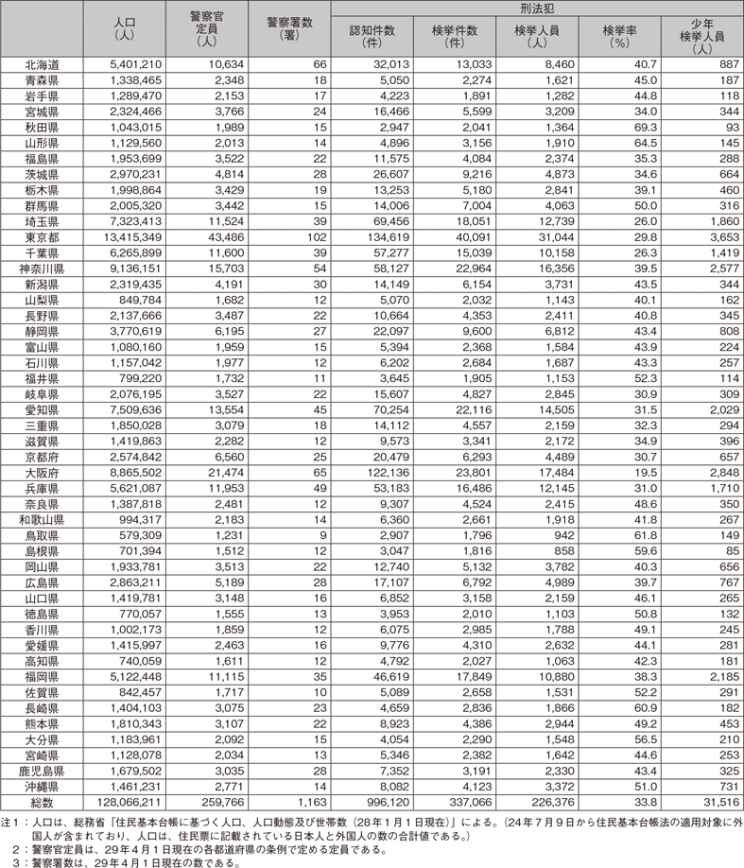 刑法犯
人口（人） 警察官定員（人） 警察署数（署） 認知件数（件） 検挙件数（件） 検挙人員（人） 検挙率（％） 少年検挙人員（人）
北海道 5,401,210 10,634 66 32,013 13,033 8,460 40.7 887
青森県 1,338,465 2,348 18 5,050 2,274 1,621 45.0 187
岩手県 1,289,470 2,153 17 4,223 1,891 1,282 44.8 118
宮城県 2,324,466 3,766 24 16,466 5,599 3,209 34.0 344
秋田県 1,043,015 1,989 15 2,947 2,041 1,364 69.3 93
山形県 1,129,560 2,013 14 4,896 3,156 1,910 64.5 145
福島県 1,953,699 3,522 22 11,575 4,084 2,374 35.3 288
茨城県 2,970,231 4,814 28 26,607 9,216 4,873 34.6 664
栃木県 1,998,864 3,429 19 13,253 5,180 2,841 39.1 460
群馬県 2,005,320 3,442 15 14,006 7,004 4,063 50.0 316
埼玉県 7,323,413 11,524 39 69,456 18,051 12,739 26.0 1,860
東京都 13,415,349 43,486 102 134,619 40,091 31,044 29.8 3,653
千葉県 6,265,899 11,600 39 57,277 15,039 10,158 26.3 1,419
神奈川県 9,136,151 15,703 54 58,127 22,964 16,356 39.5 2,577
新潟県 2,319,435 4,191 30 14,149 6,154 3,731 43.5 344
山梨県 849,784 1,682 12 5,070 2,032 1,143 40.1 162
長野県 2,137,666 3,487 22 10,664 4,353 2,411 40.8 345
静岡県 3,770,619 6,195 27 22,097 9,600 6,812 43.4 808
富山県 1,080,160 1,959 15 5,394 2,368 1,584 43.9 224
石川県 1,157,042 1,977 12 6,202 2,684 1,687 43.3 257
福井県 799,220 1,732 11 3,645 1,905 1,153 52.3 114
岐阜県 2,076,195 3,527 22 15,607 4,827 2,845 30.9 309
愛知県 7,509,636 13,554 45 70,254 22,116 14,505 31.5 2,029
三重県 1,850,028 3,079 18 14,112 4,557 2,159 32.3 294
滋賀県 1,419,863 2,282 12 9,573 3,341 2,172 34.9 396
京都府 2,574,842 6,560 25 20,479 6,293 4,489 30.7 657
大阪府 8,865,502 21,474 65 122,136 23,801 17,484 19.5 2,848
兵庫県 5,621,087 11,953 49 53,183 16,486 12,145 31.0 1,710
奈良県 1,387,818 2,481 12 9,307 4,524 2,415 48.6 350
和歌山県 994,317 2,183 14 6,360 2,661 1,918 41.8 267
鳥取県 579,309 1,231 9 2,907 1,796 942 61.8 149
島根県 701,394 1,512 12 3,047 1,816 858 59.6 85
岡山県 1,933,781 3,513 22 12,740 5,132 3,782 40.3 656
広島県 2,863,211 5,189 28 17,107 6,792 4,989 39.7 767
山口県 1,419,781 3,148 16 6,852 3,158 2,159 46.1 265
徳島県 770,057 1,555 13 3,953 2,010 1,103 50.8 132
香川県 1,002,173 1,859 12 6,075 2,985 1,788 49.1 245
愛媛県 1,415,997 2,463 16 9,776 4,310 2,632 44.1 281
高知県 740,059 1,611 12 4,792 2,027 1,063 42.3 181
福岡県 5,122,448 11,115 35 46,619 17,849 10,880 38.3 2,185
佐賀県 842,457 1,717 10 5,089 2,658 1,531 52.2 291
長崎県 1,404,103 3,075 23 4,659 2,836 1,866 60.9 182
熊本県 1,810,343 3,107 22 8,923 4,386 2,944 49.2 453
大分県 1,183,961 2,092 15 4,054 2,290 1,548 56.5 210
宮崎県 1,128,078 2,034 13 5,346 2,382 1,642 44.6 253
鹿児島県 1,679,502 3,035 28 7,352 3,191 2,330 43.4 325
沖縄県 1,461,231 2,771 14 8,082 4,123 3,372 51.0 731
総数 128,066,211 259,766 1,163 996,120 337,066 226,376 33.8 31,516
注１：人口は、総務省「住民基本台帳に基づく人口、人口動態及び世帯数（28年１月１日現在）」による。（24年７月９日から住民基本台帳法の適用対象に外
国人が含まれており、人口は、住民票に記載されている日本人と外国人の数の合計値である。）
２：警察官定員は、29年４月１日現在の各都道府県の条例で定める定員である。
３：警察署数は、29年４月１日現在の数である。